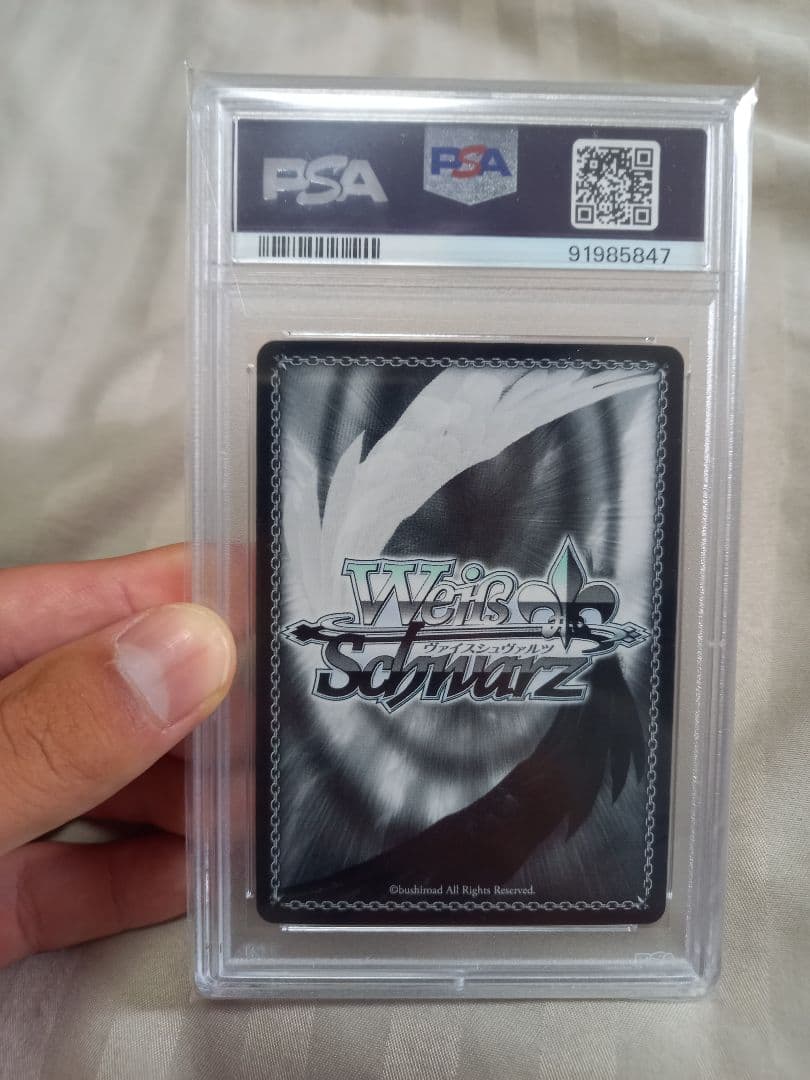 PSA
PSA
91985847
Weiß
ヴァイスシュヴァルツ
Schwarz
©bushiroad All Rights Reserved.
PSA